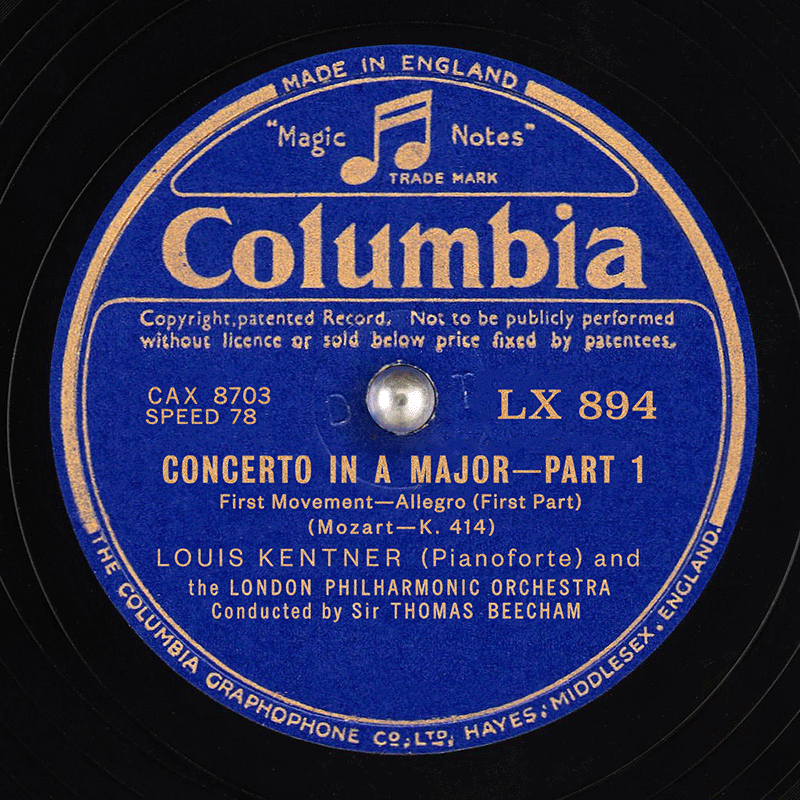 MADE IN ENGLAND
"Magic Notes"
TRADE MARK
Columbia
Copyright, patented Record. Not to be publicly performed
without licence or sold below price fixed by patentees.
CAX 8703
SPEED 78
LX 894
CONCERTO IN A MAJOR—PART 1
First Movement—Allegro (First Part)
(Mozart—K. 414)
LOUIS KENTNER (Pianoforte) and
the LONDON PHILHARMONIC ORCHESTRA
Conducted by Sir THOMAS BEECHAM
THE COLUMBIA GRAPHOPHONE CO., LTD., HAYES, MIDDLESEX, ENGLAND.